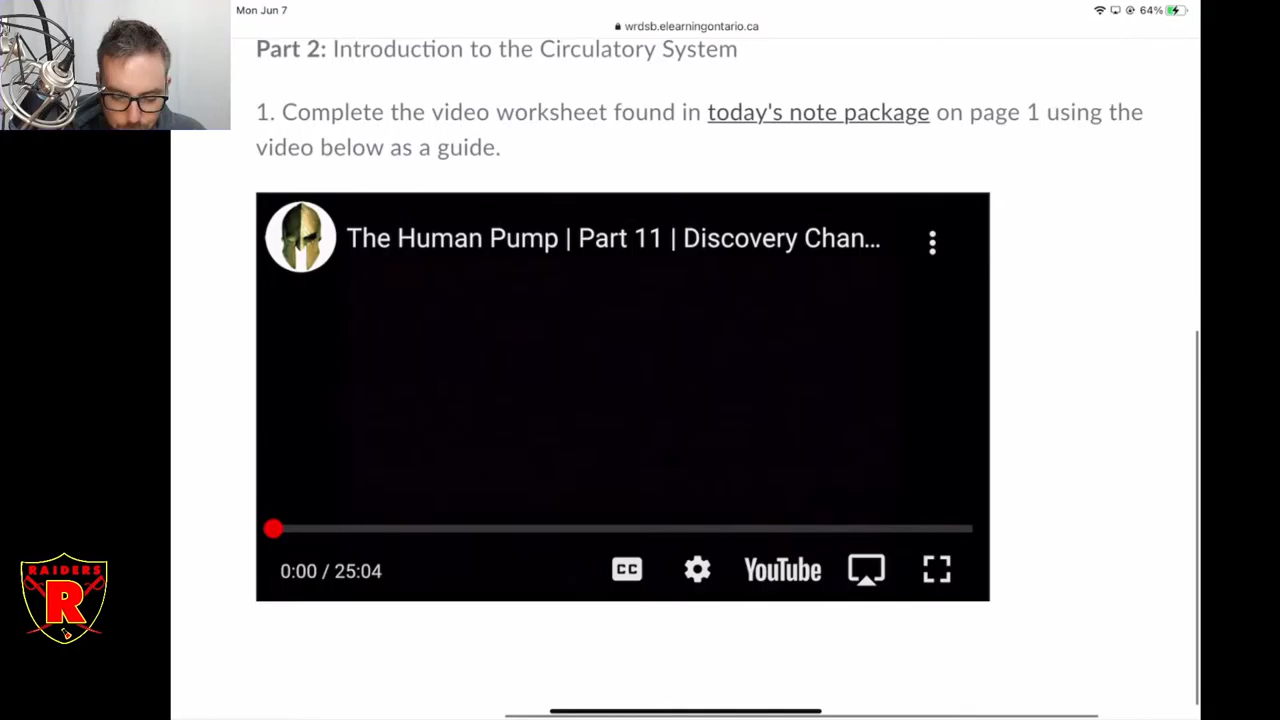 Mon Jun 7
64%
wrdsb.elearningontario.ca
Part 2: Introduction to the Circulatory System
1. Complete the video worksheet found in today's note package on page 1 using the
video below as a guide.
The Human Pump | Part 11 | Discovery Chan...
0:00 / 25:04
CC
YouTube
RAIDERS
R